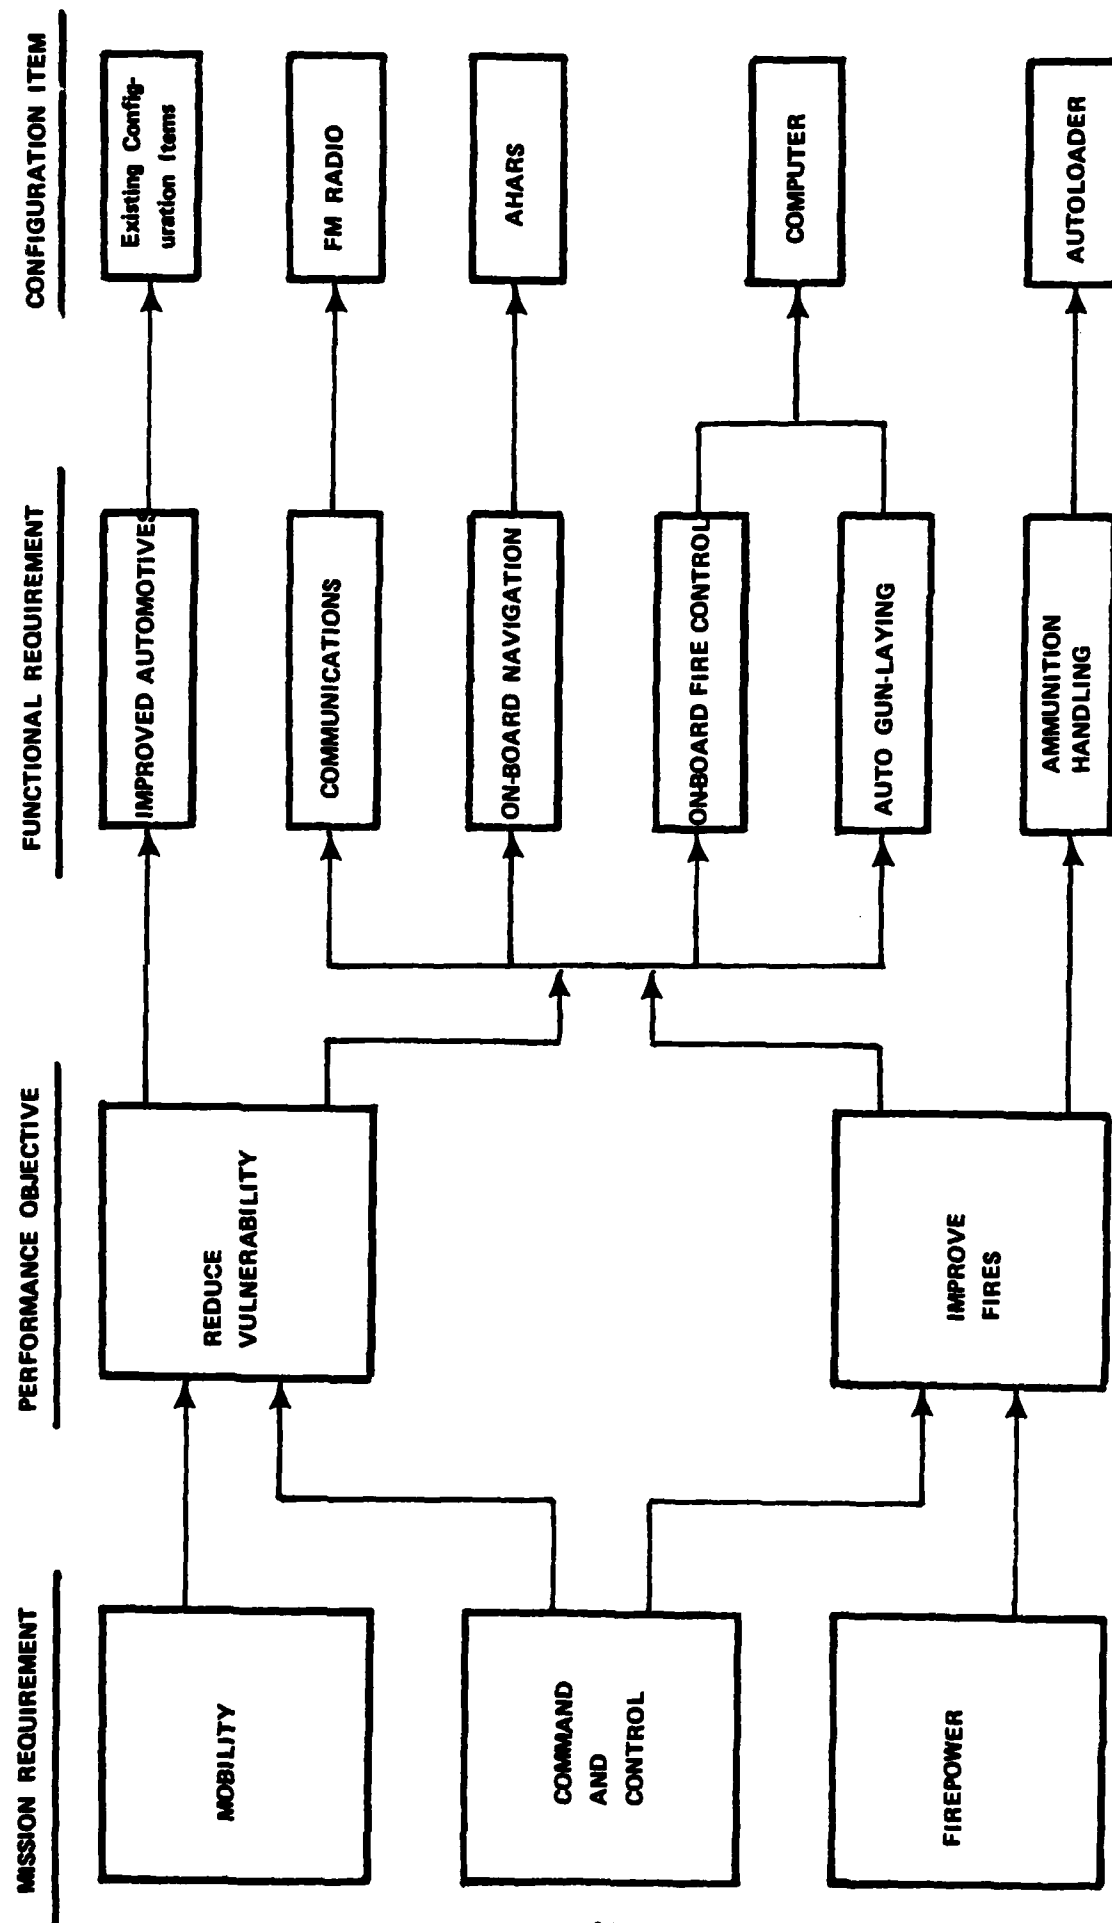 MISSION REQUIREMENT
PERFORMANCE OBJECTIVE
FUNCTIONAL REQUIREMENT
CONFIGURATION ITEM
MOBILITY
COMMAND
AND
CONTROL
FIREPOWER
REDUCE
VULNERABILITY
IMPROVE
FIRES
IMPROVED AUTOMOTIVES
COMMUNICATIONS
ON-BOARD NAVIGATION
ON-BOARD FIRE CONTROL
AUTO GUN-LAYING
AMMUNITION
HANDLING
Existing Config-
uration Items
FM RADIO
AHARS
COMPUTER
AUTOLOADER